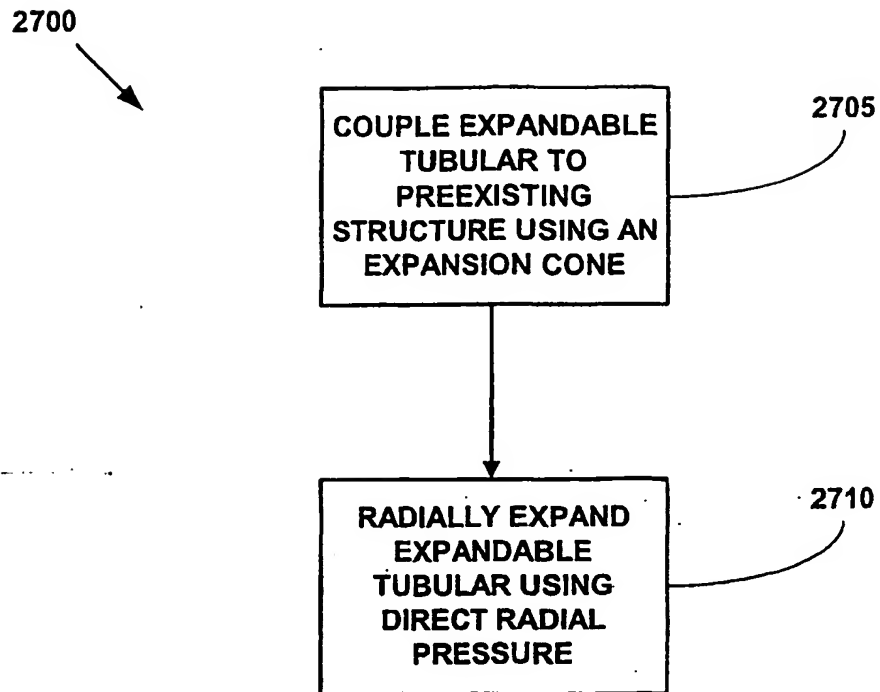 2700
COUPLE EXPANDABLE
TUBULAR TO
PREEXISTING
STRUCTURE USING AN
EXPANSION CONE
2705
RADIALLY EXPAND
EXPANDABLE
TUBULAR USING
DIRECT RADIAL
PRESSURE
2710